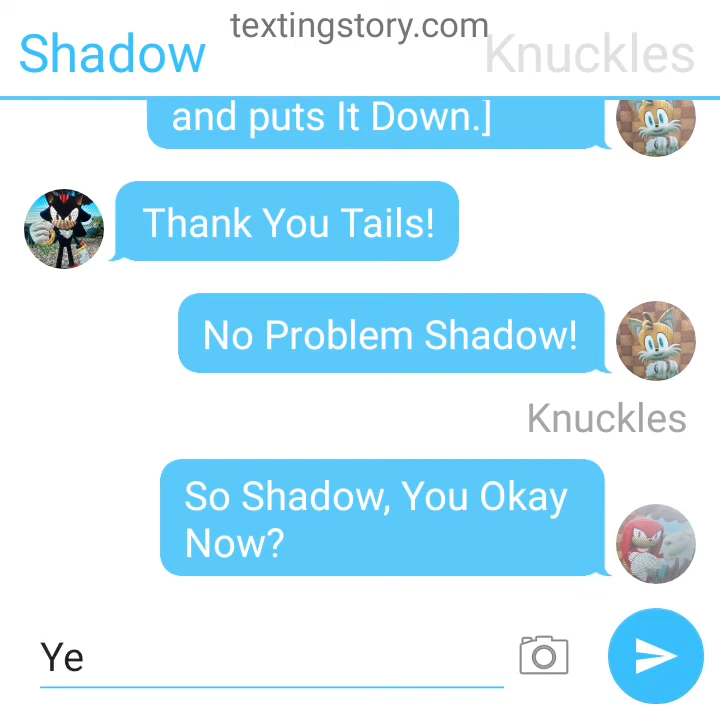 textingstory.com
Shadow
Knuckles
and puts It Down.]
Thank You Tails!
No Problem Shadow!
Knuckles
So Shadow, You Okay
Now?
Ye